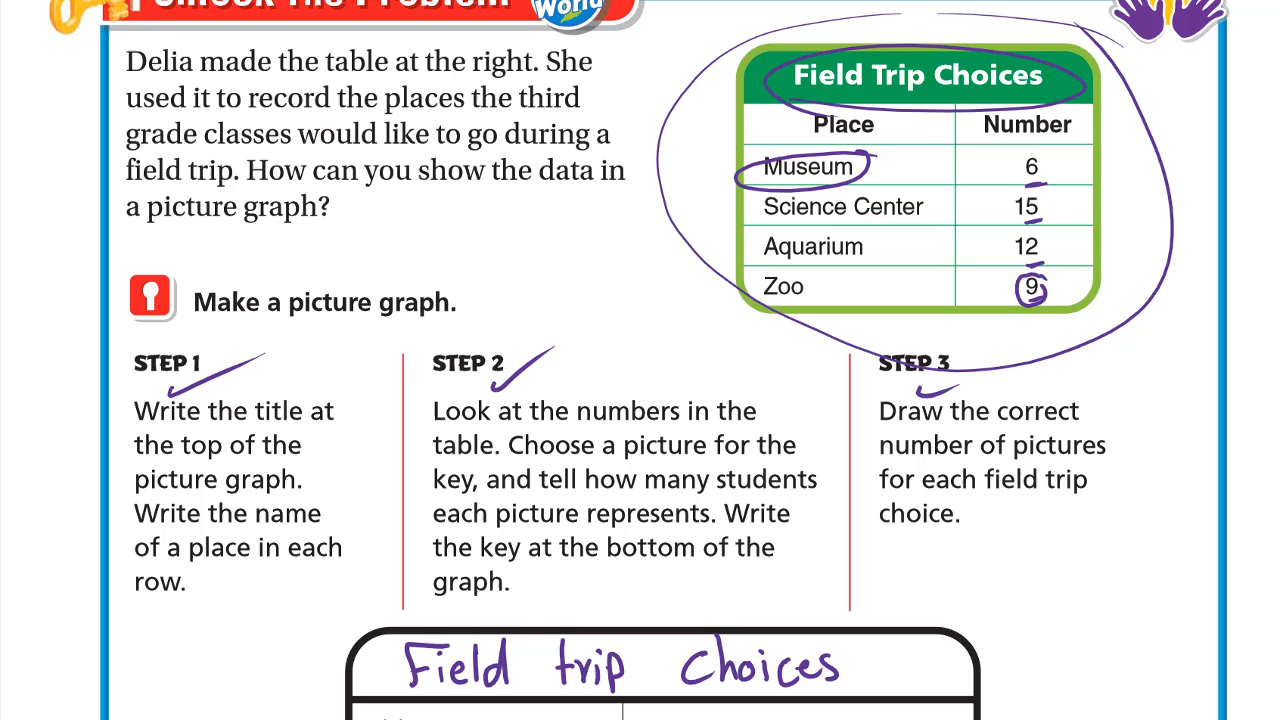 Unlock the Problem
World
Delia made the table at the right. She
used it to record the places the third
grade classes would like to go during a
field trip. How can you show the data in
a picture graph?
Field Trip Choices
Place Number
Museum 6
Science Center 15
Aquarium 12
Zoo 9
Make a picture graph.
STEP 1
Write the title at
the top of the
picture graph.
Write the name
of a place in each
row.
STEP 2
Look at the numbers in the
table. Choose a picture for the
key, and tell how many students
each picture represents. Write
the key at the bottom of the
graph.
STEP 3
Draw the correct
number of pictures
for each field trip
choice.
Field trip Choices